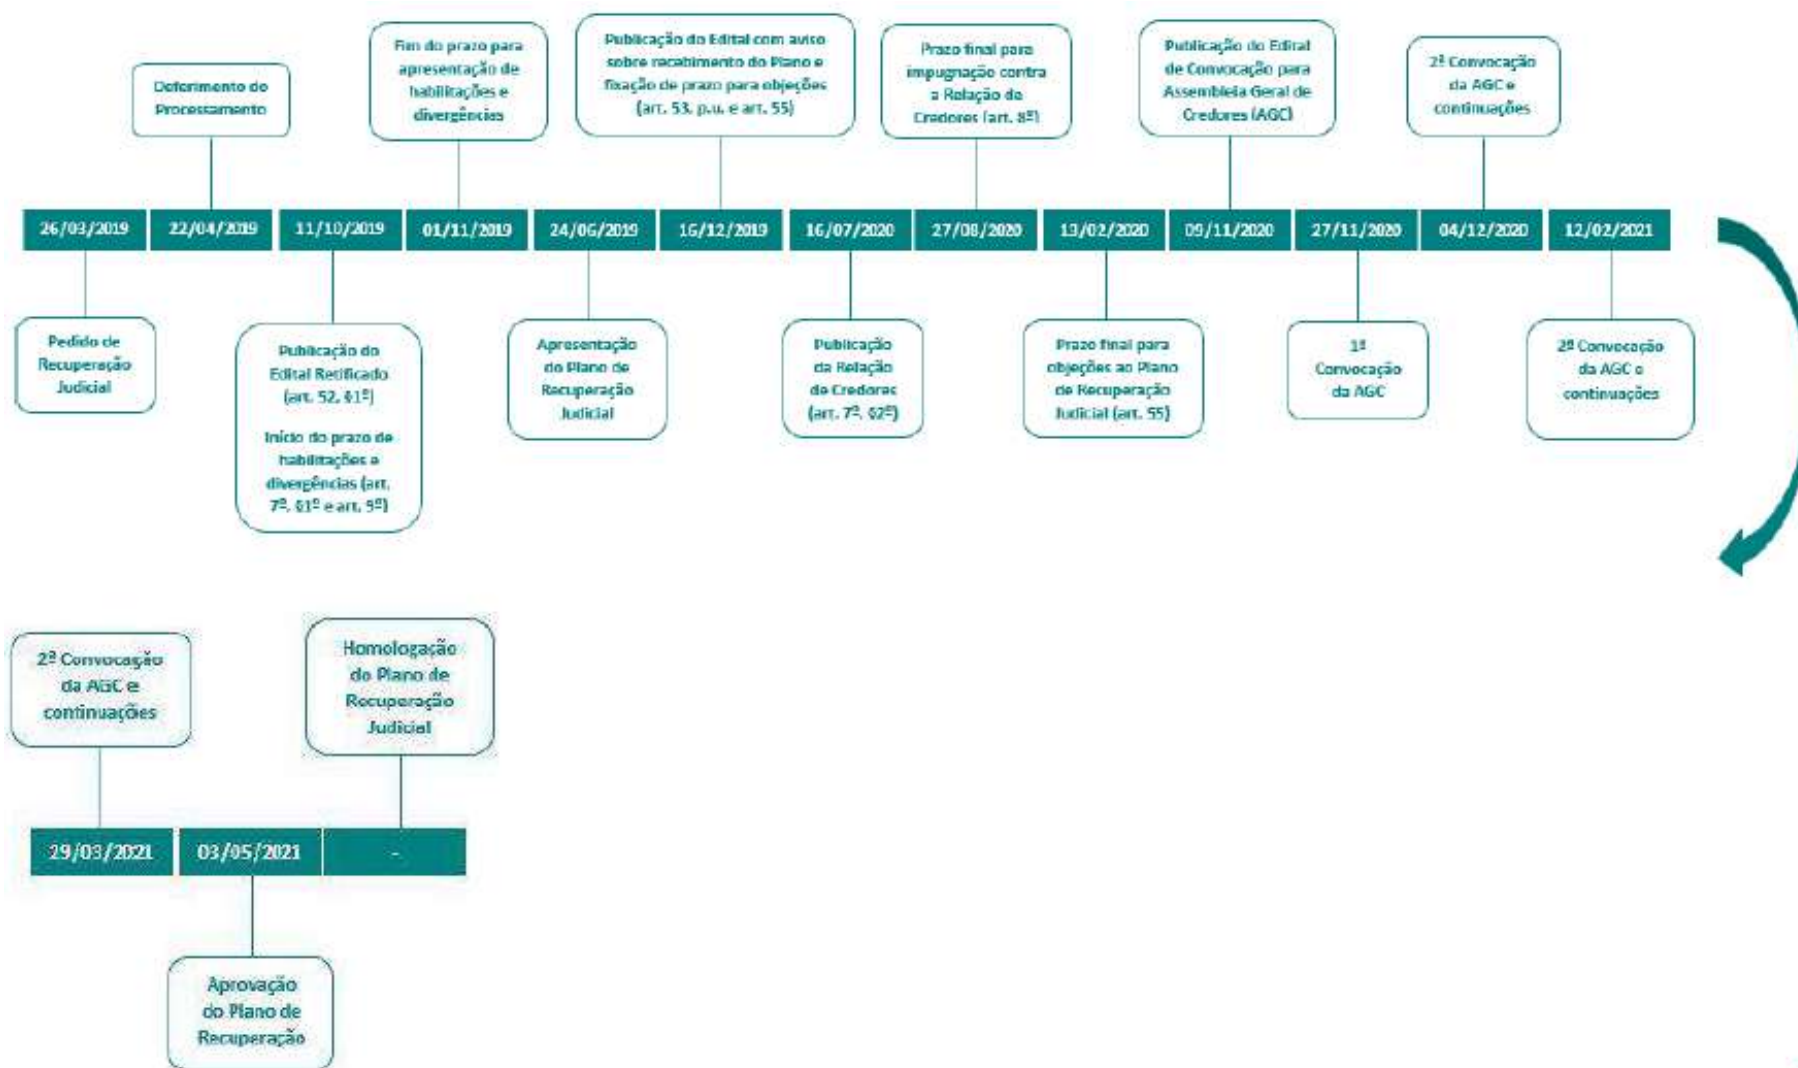 Deferimento do
Processamento
Fim do prazo para
apresentação de
habilitações e
divergências
Publicação do Edital com aviso
sobre recebimento do Plano e
fixação de prazo para objeções
(art. 53, p.u. e art. 55)
Prazo final para
impugnação contra
a Relação de
Credores (art. 8º)
Publicação do Edital
de Convocação para
Assembleia Geral de
Credores (AGC)
2ª Convocação
da AGC e
continuações
26/03/2019 22/04/2019 11/10/2019 01/11/2019 24/06/2019 16/12/2019 16/07/2020 27/08/2020 13/02/2020 09/11/2020 27/11/2020 04/12/2020 12/02/2021
Pedido de
Recuperação
Judicial
Publicação do
Edital Retificado
(art. 52, §1º)
Início do prazo de
habilitações e
divergências (art.
7º, §1º e art. 9º)
Apresentação
do Plano de
Recuperação
Judicial
Publicação
da Relação
de Credores
(art. 7º, §2º)
Prazo final para
objeções ao Plano
de Recuperação
Judicial (art. 55)
1ª
Convocação
da AGC
2ª Convocação
da AGC e
continuações
2ª Convocação
da AGC e
continuações
Homologação
do Plano de
Recuperação
Judicial
29/03/2021 03/05/2021 -
Aprovação
do Plano de
Recuperação